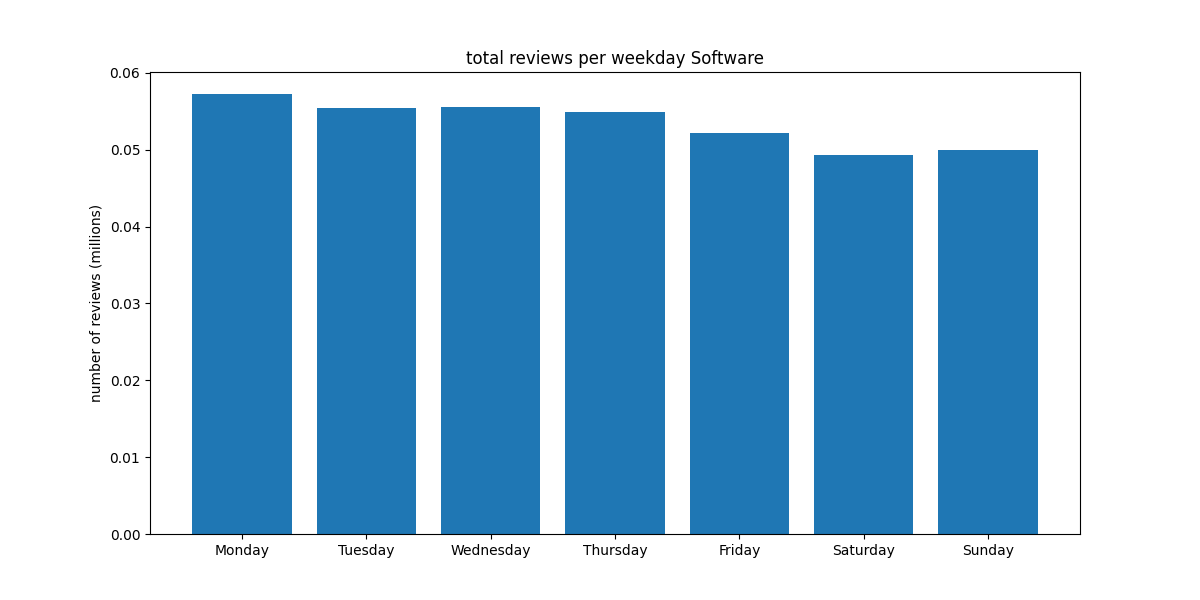 total reviews per weekday Software
number of reviews (millions)
0.06
0.05
0.04
0.03
0.02
0.01
0.00
Monday Tuesday Wednesday Thursday Friday Saturday Sunday